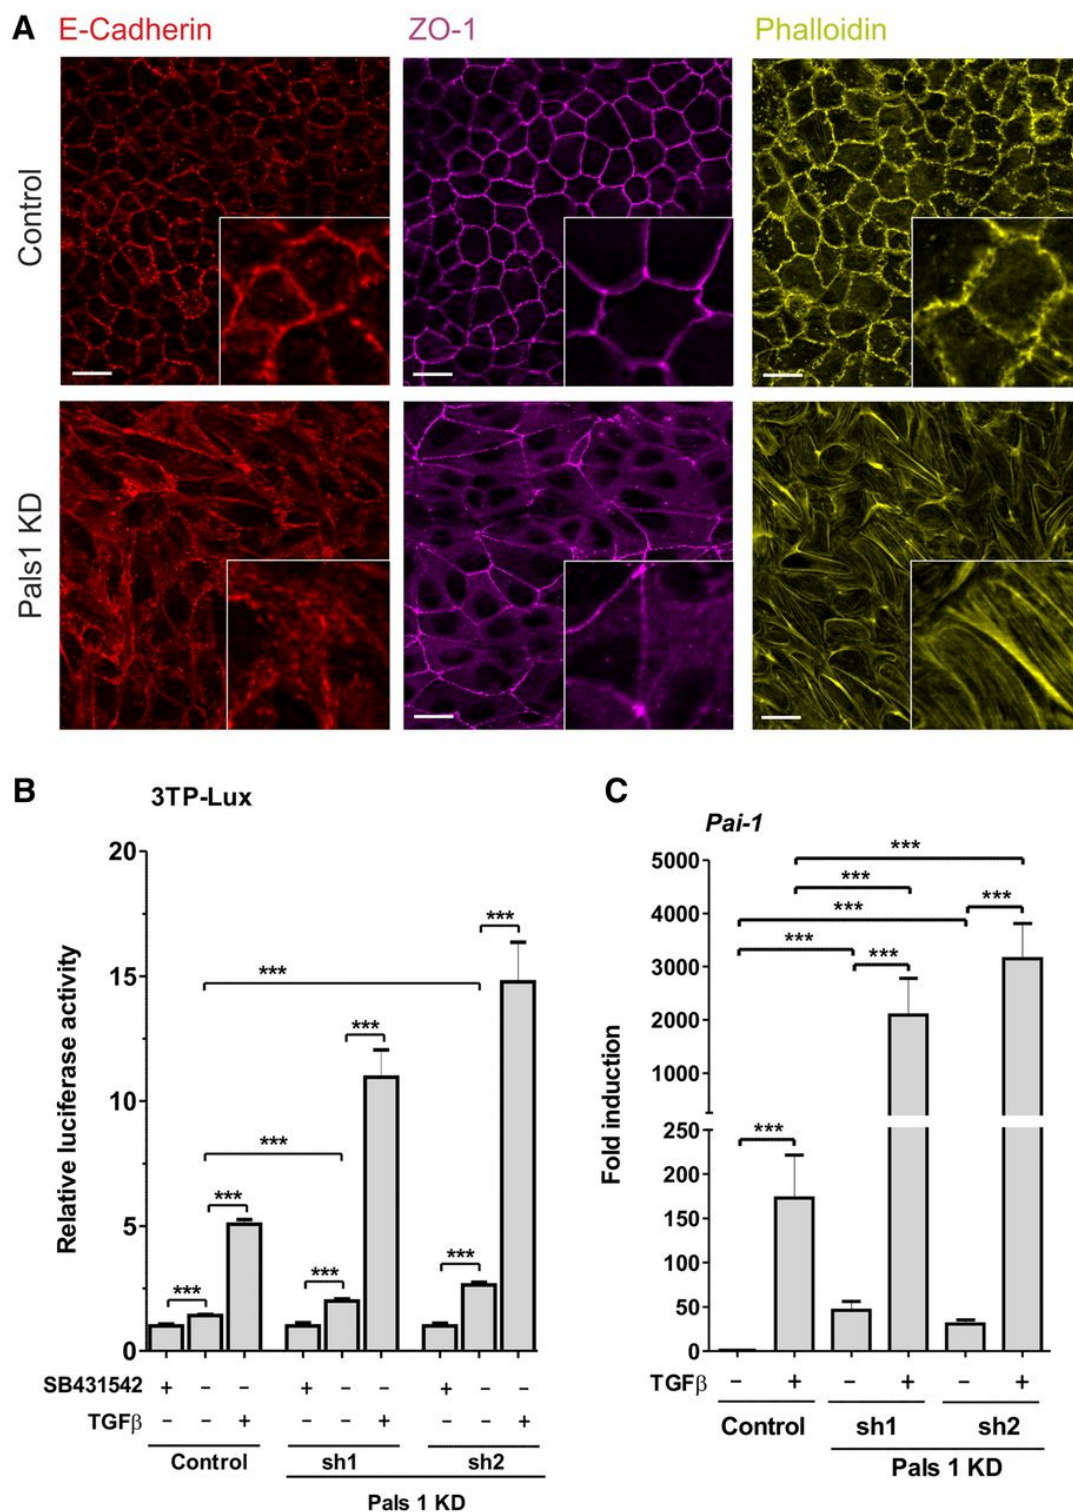 A
E-Cadherin
ZO-1
Phalloidin
Control
Pals1 KD
B
3TP-Lux
Relative luciferase activity
20
15
10
5
0
***
***
***
***
***
***
***
***
SB431542 + – – + – – + – –
TGFβ – – + – – + – – +
Control sh1 sh2
Pals 1 KD
C
Pai-1
Fold induction
5000
4000
3000
2000
1000
250
200
150
100
50
0
***
***
***
***
***
***
***
TGFβ – + – + – +
Control sh1 sh2
Pals 1 KD